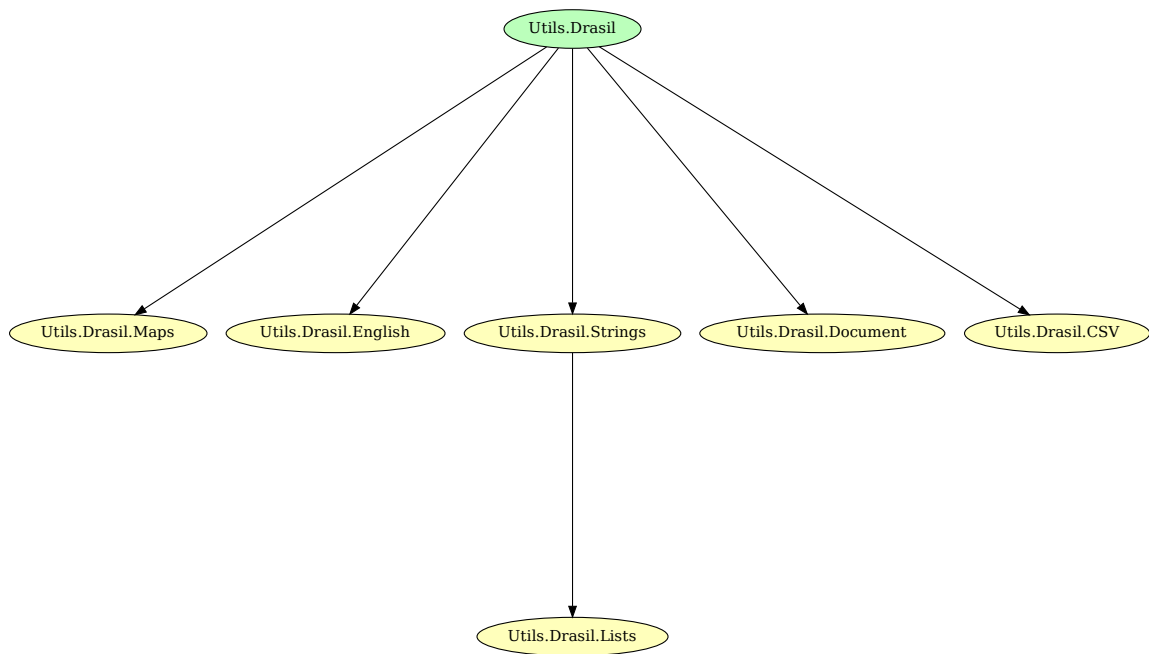 Utils.Drasil
Utils.Drasil.Maps
Utils.Drasil.English
Utils.Drasil.Strings
Utils.Drasil.Document
Utils.Drasil.CSV
Utils.Drasil.Lists